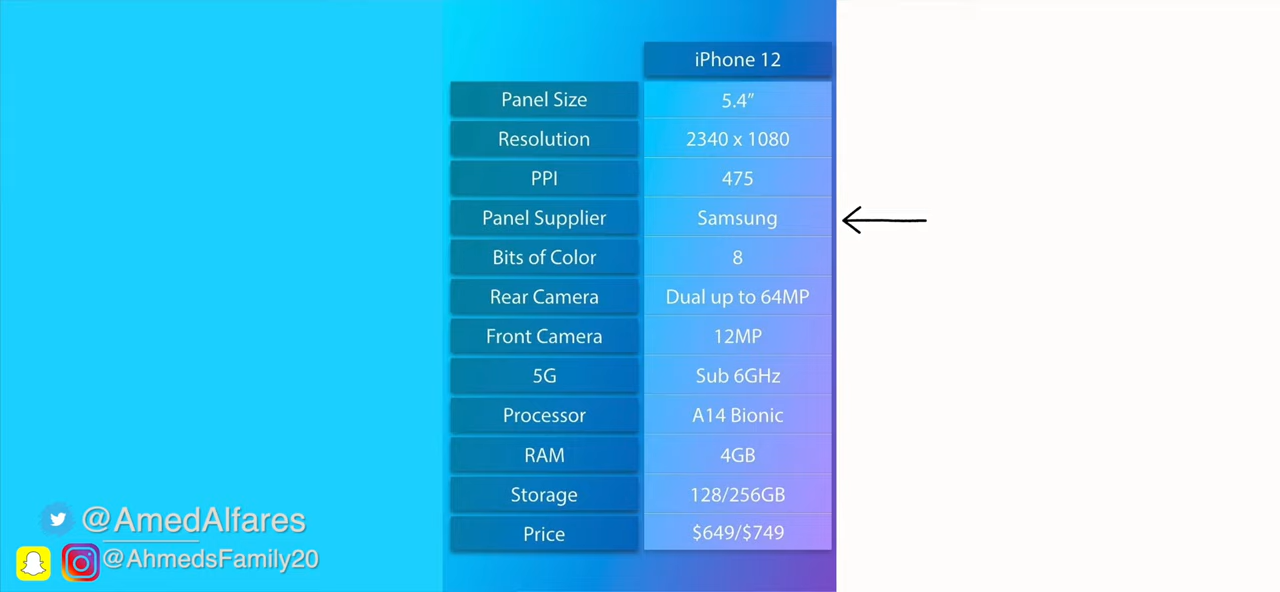 iPhone 12
Panel Size 5.4”
Resolution 2340 x 1080
PPI 475
Panel Supplier Samsung
Bits of Color 8
Rear Camera Dual up to 64MP
Front Camera 12MP
5G Sub 6GHz
Processor A14 Bionic
RAM 4GB
Storage 128/256GB
Price $649/$749
@AmedAlfares
@AhmedsFamily20